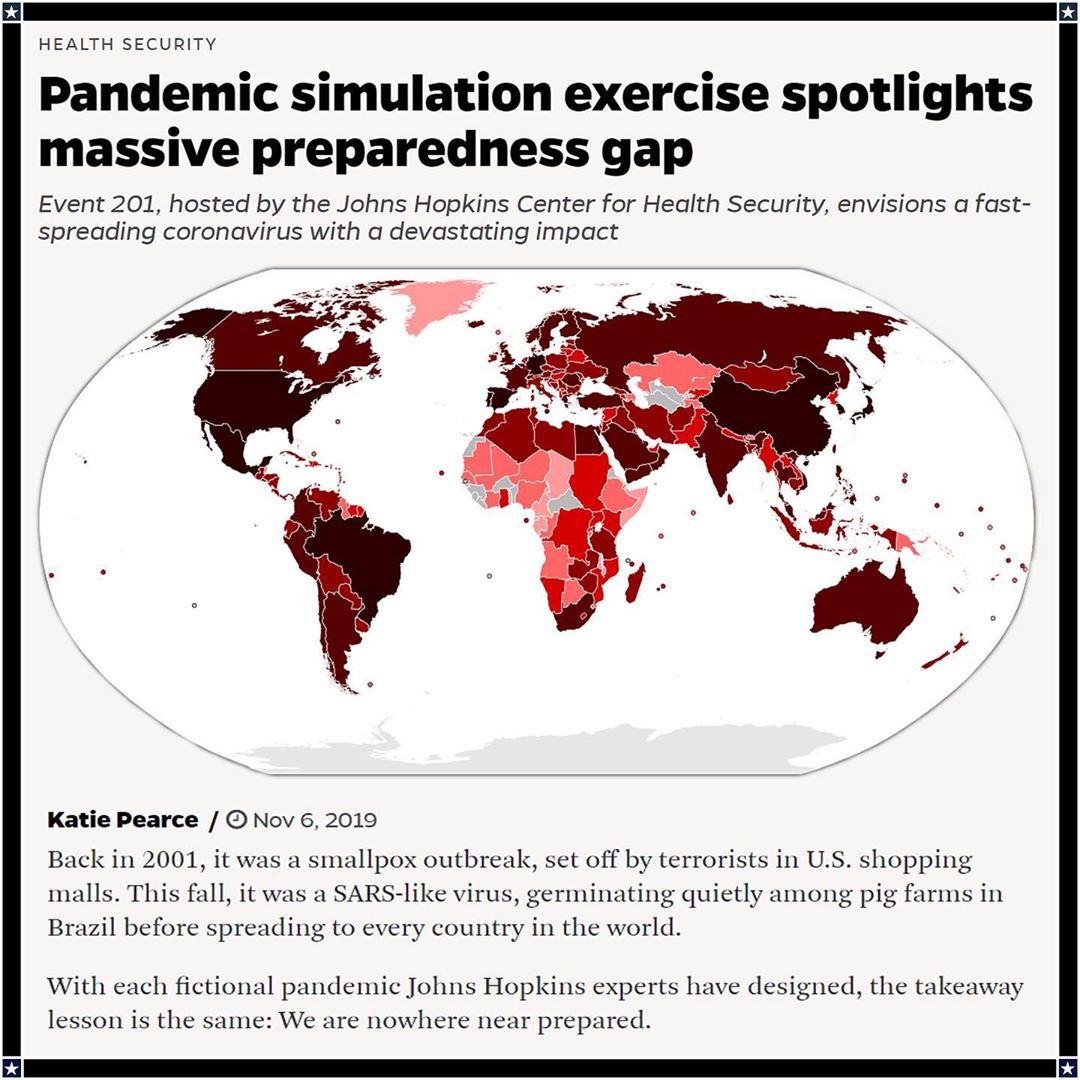 HEALTH SECURITY
Pandemic simulation exercise spotlights
massive preparedness gap
Event 201, hosted by the Johns Hopkins Center for Health Security, envisions a fast-
spreading coronavirus with a devastating impact
Katie Pearce / Nov 6, 2019
Back in 2001, it was a smallpox outbreak, set off by terrorists in U.S. shopping
malls. This fall, it was a SARS-like virus, germinating quietly among pig farms in
Brazil before spreading to every country in the world.
With each fictional pandemic Johns Hopkins experts have designed, the takeaway
lesson is the same: We are nowhere near prepared.